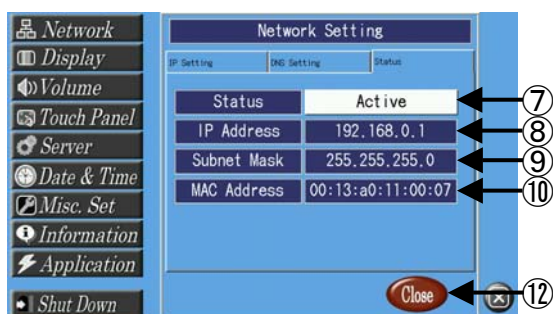 Network
Display
Volume
Touch Panel
Server
Date & Time
Misc. Set
Information
Application
Shut Down
Network Setting
IP Setting
DNS Setting
Status
Status Active ⑦
IP Address 192.168.0.1 ⑧
Subnet Mask 255.255.255.0 ⑨
MAC Address 00:13:a0:11:00:07 ⑩
Close ⑫